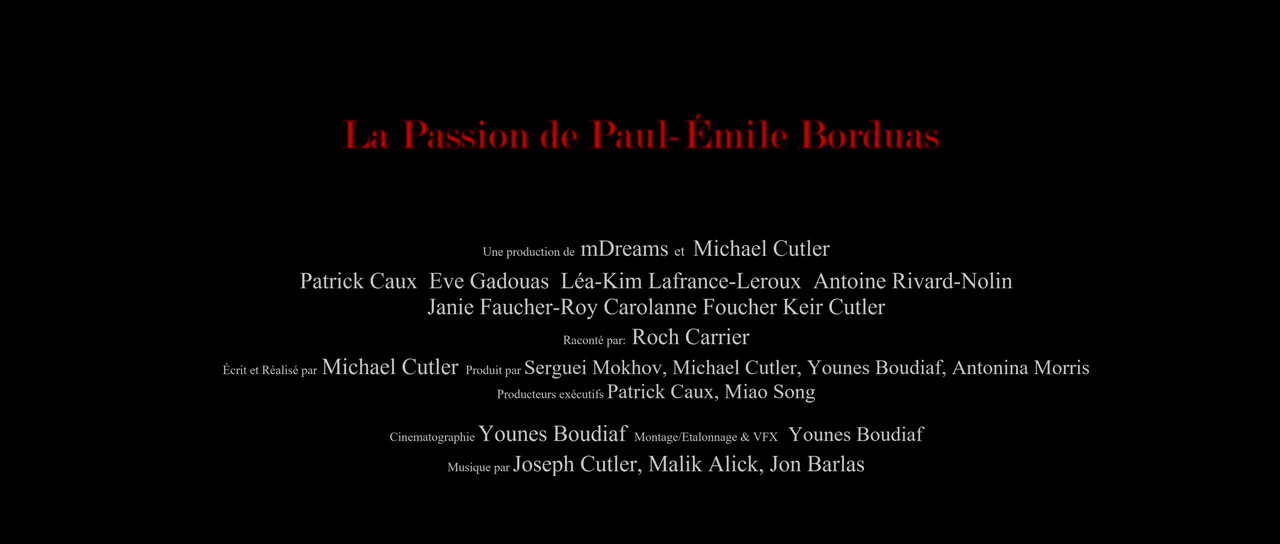 La Passion de Paul-Émile Borduas
Une production de mDreams et Michael Cutler
Patrick Caux Eve Gadouas Léa-Kim Lafrance-Leroux Antoine Rivard-Nolin
Janie Faucher-Roy Carolanne Foucher Keir Cutler
Raconté par: Roch Carrier
Écrit et Réalisé par Michael Cutler Produit par Serguei Mokhov, Michael Cutler, Younes Boudiaf, Antonina Morris
Producteurs exécutifs Patrick Caux, Miao Song
Cinematographie Younes Boudiaf Montage/Etalonnage & VFX Younes Boudiaf
Musique par Joseph Cutler, Malik Alick, Jon Barlas